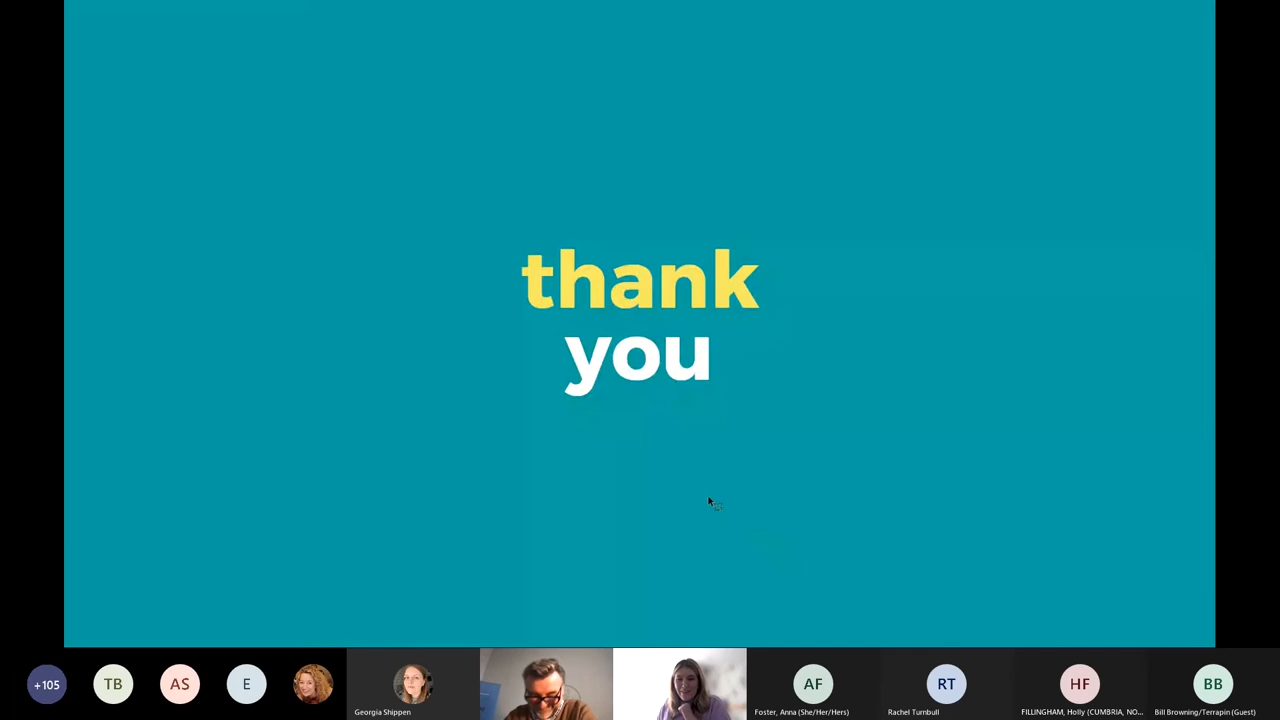 thank
you
+105
TB
AS
E
Georgia Shippen
AF
Foster, Anna (She/Her/Hers)
RT
Rachel Turnbull
HF
FILLINGHAM, Holly (CUMBRIA, NO...
BB
Bill Browning/Terrapin (Guest)